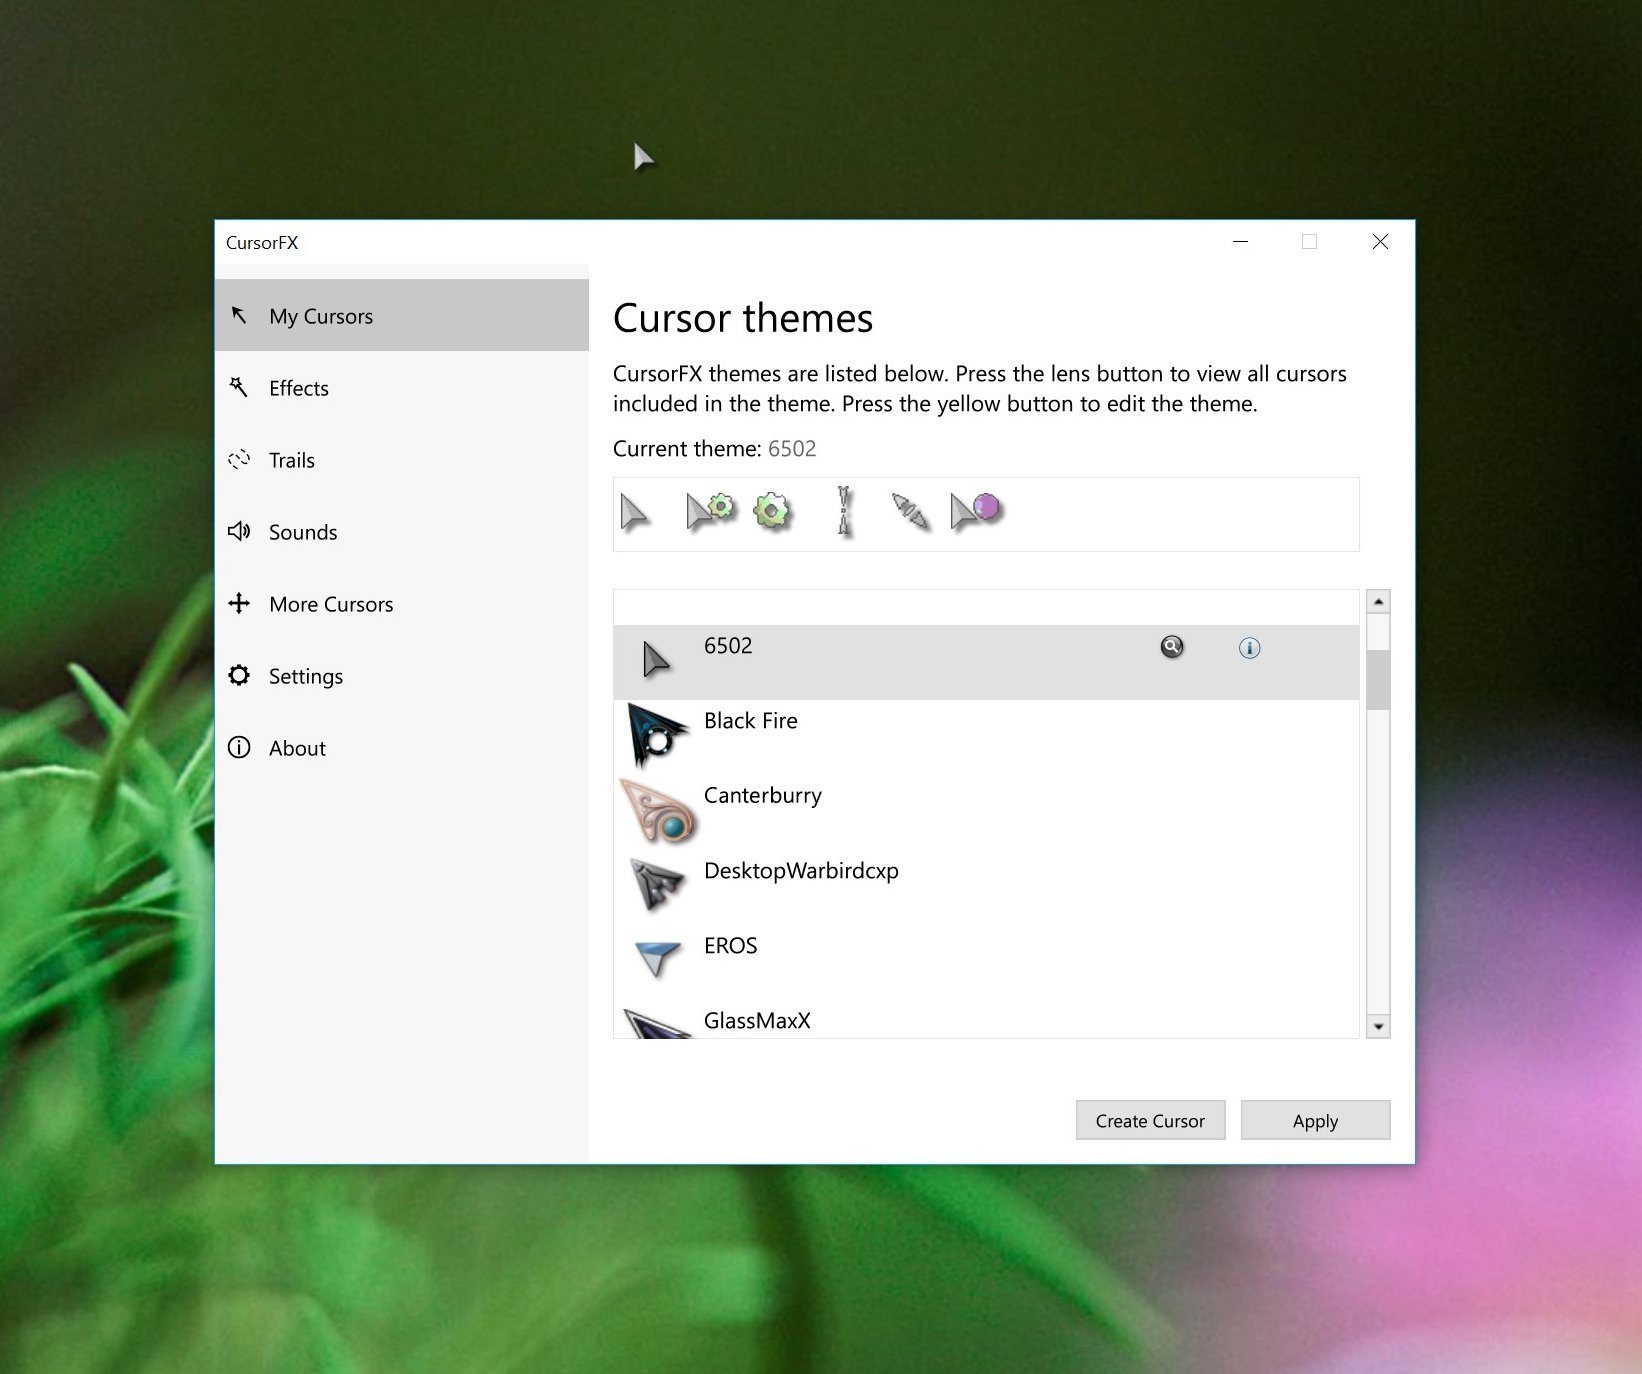 CursorFX
My Cursors
Effects
Trails
Sounds
More Cursors
Settings
About
Cursor themes
CursorFX themes are listed below. Press the lens button to view all cursors
included in the theme. Press the yellow button to edit the theme.
Current theme: 6502
6502
Black Fire
Canterburry
DesktopWarbirdcxp
EROS
GlassMaxX
Create Cursor
Apply